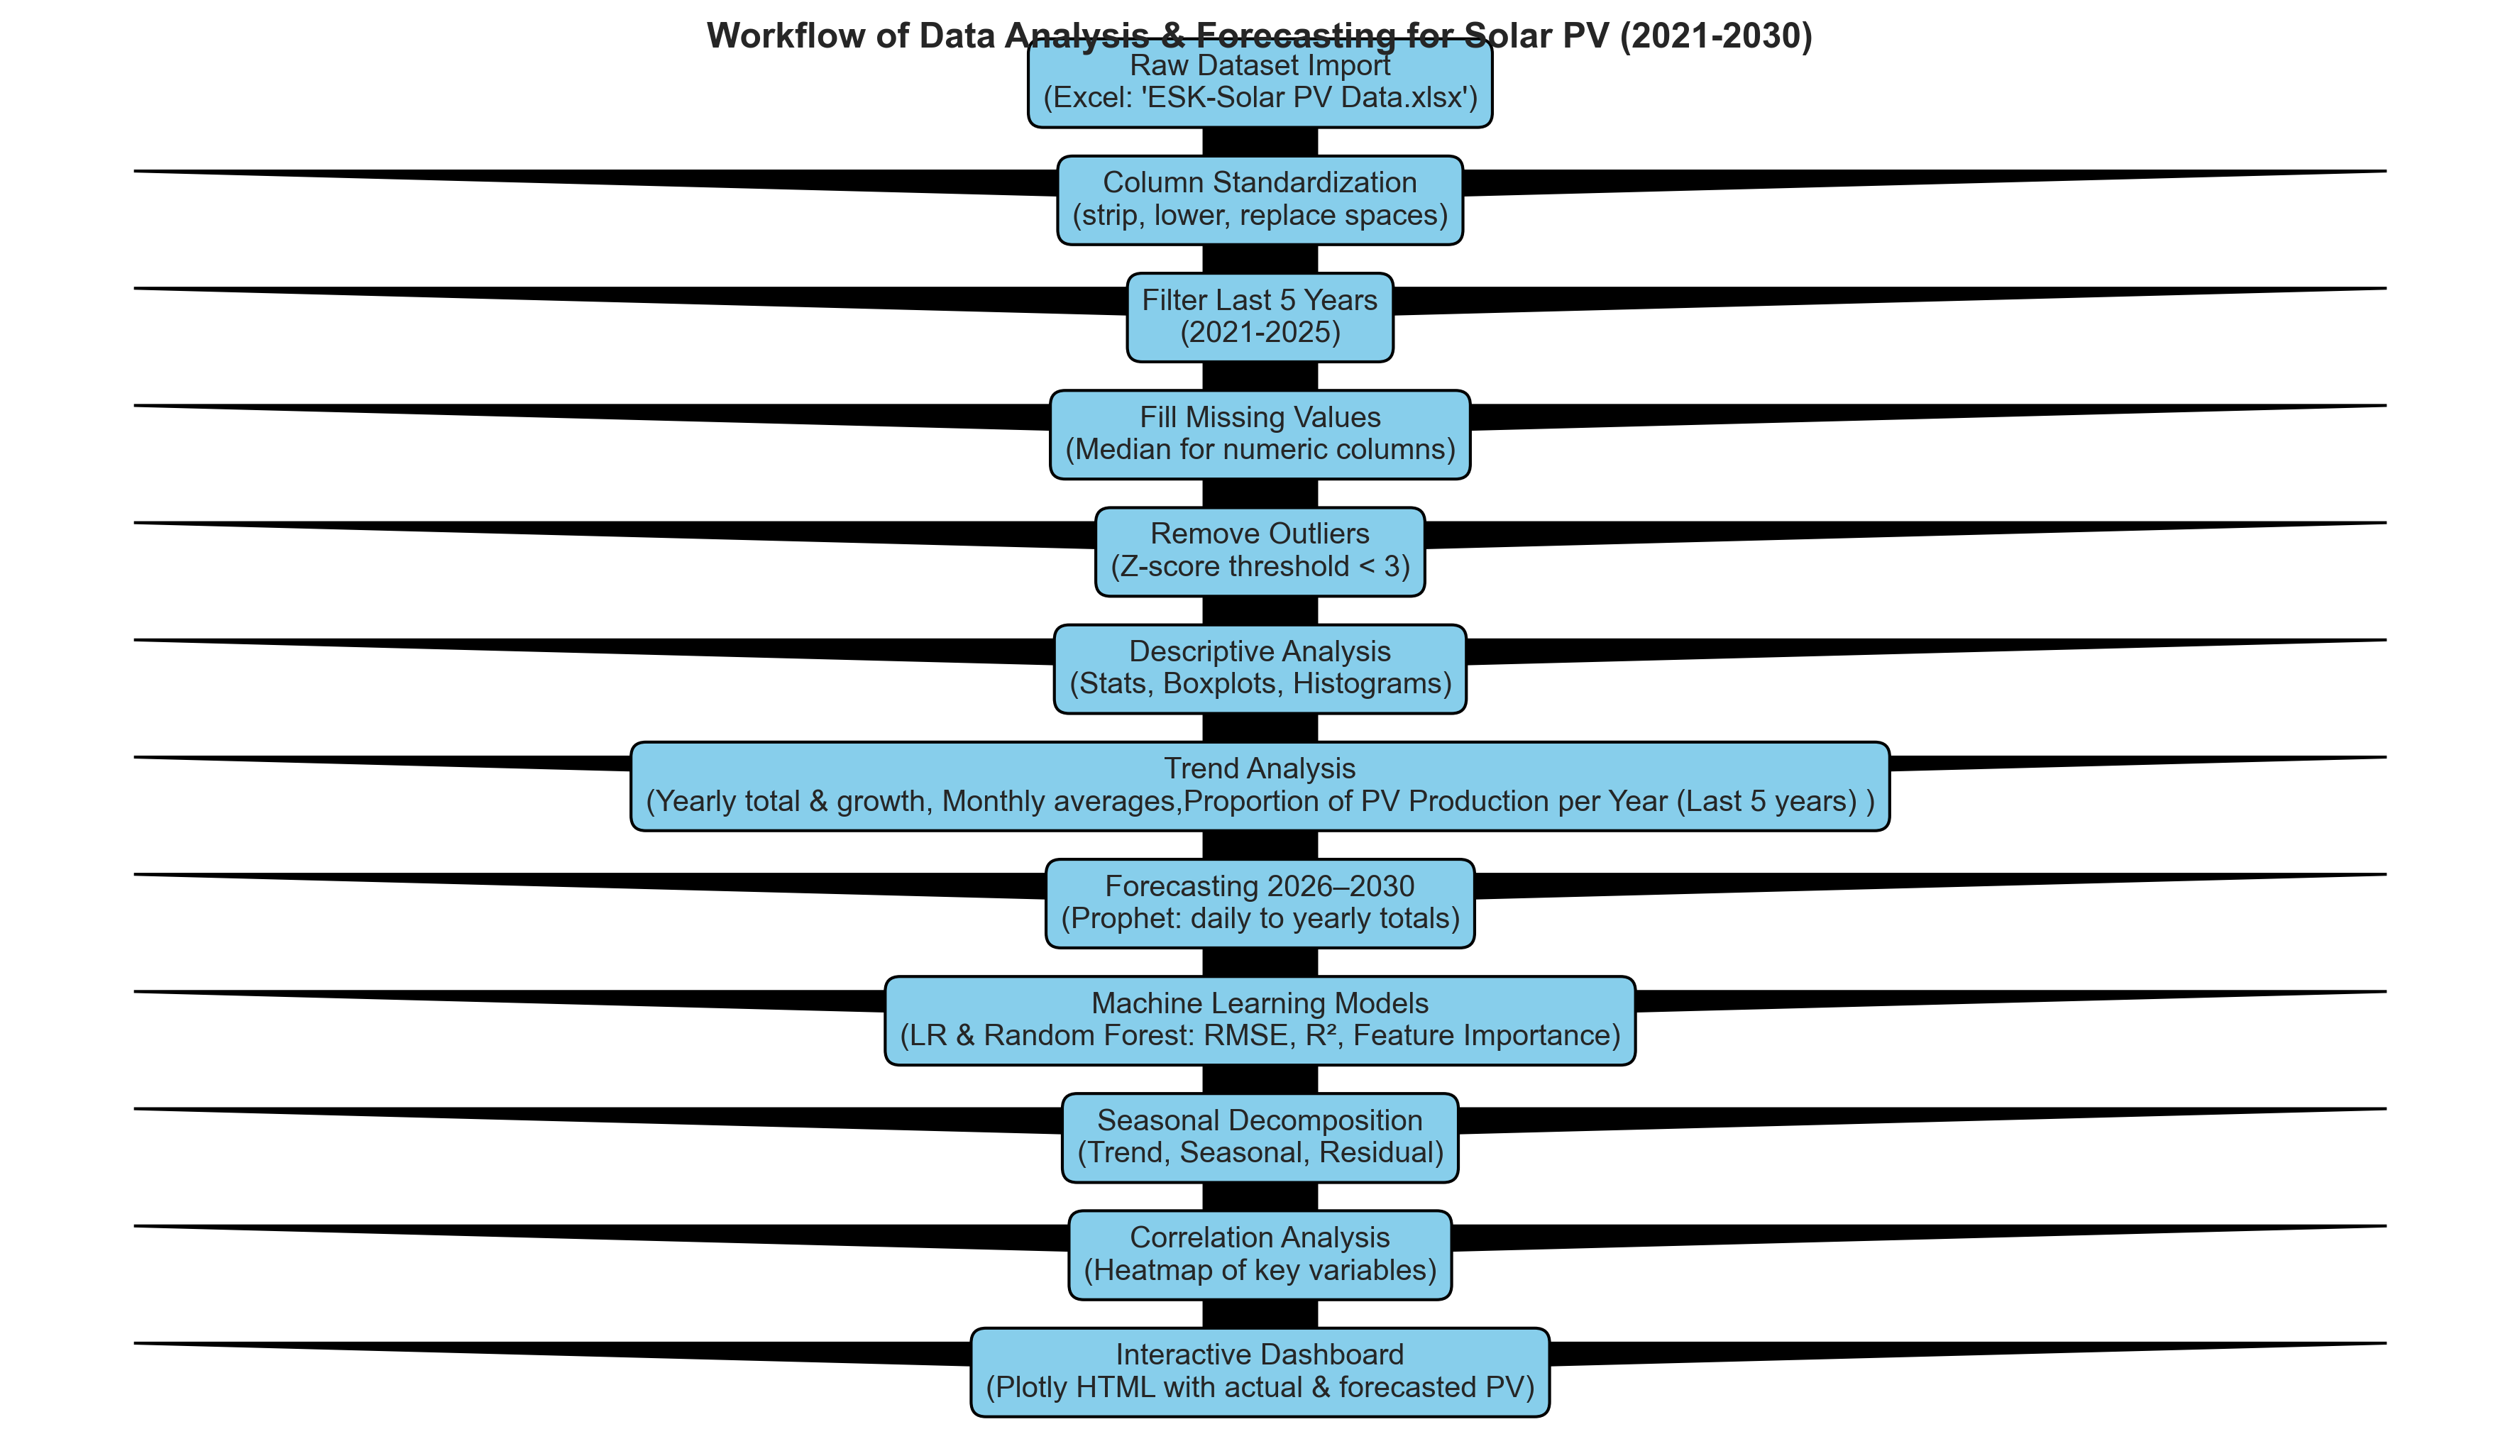 Workflow of Data Analysis & Forecasting for Solar PV (2021-2030)
Raw Dataset Import
(Excel: 'ESK-Solar PV Data.xlsx')
Column Standardization
(strip, lower, replace spaces)
Filter Last 5 Years
(2021-2025)
Fill Missing Values
(Median for numeric columns)
Remove Outliers
(Z-score threshold < 3)
Descriptive Analysis
(Stats, Boxplots, Histograms)
Trend Analysis
(Yearly total & growth, Monthly averages,Proportion of PV Production per Year (Last 5 years) )
Forecasting 2026–2030
(Prophet: daily to yearly totals)
Machine Learning Models
(LR & Random Forest: RMSE, R², Feature Importance)
Seasonal Decomposition
(Trend, Seasonal, Residual)
Correlation Analysis
(Heatmap of key variables)
Interactive Dashboard
(Plotly HTML with actual & forecasted PV)